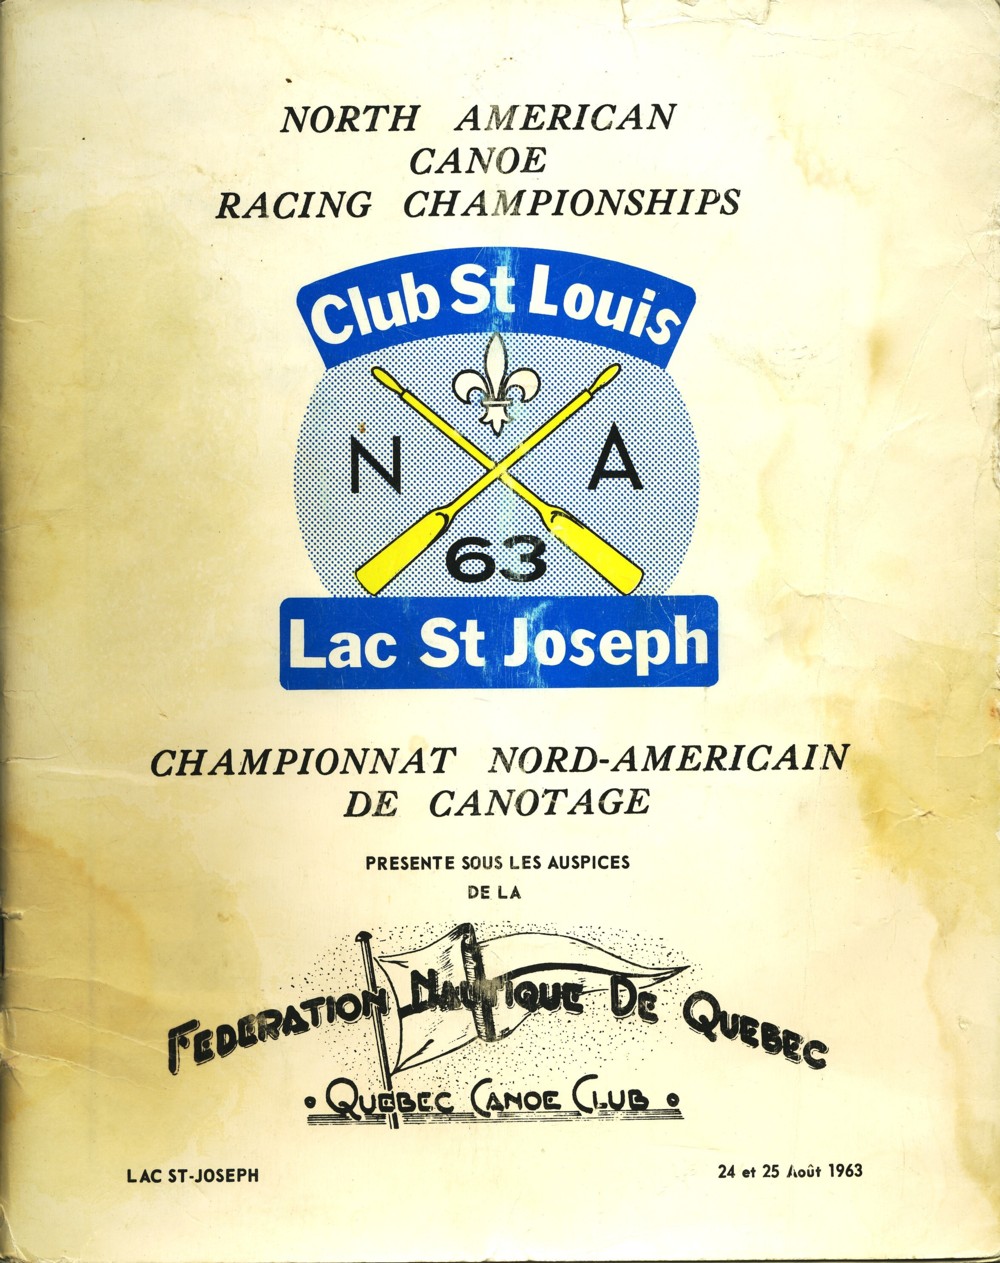 NORTH AMERICAN
CANOE
RACING CHAMPIONSHIPS
Club St Louis
N A
63
Lac St Joseph
CHAMPIONNAT NORD-AMERICAIN
DE CANOTAGE
PRESENTE SOUS LES AUSPICES
DE LA
FEDERATION NAUTIQUE DE QUEBEC
• QUEBEC CANOE CLUB •
LAC ST-JOSEPH
24 et 25 Août 1963